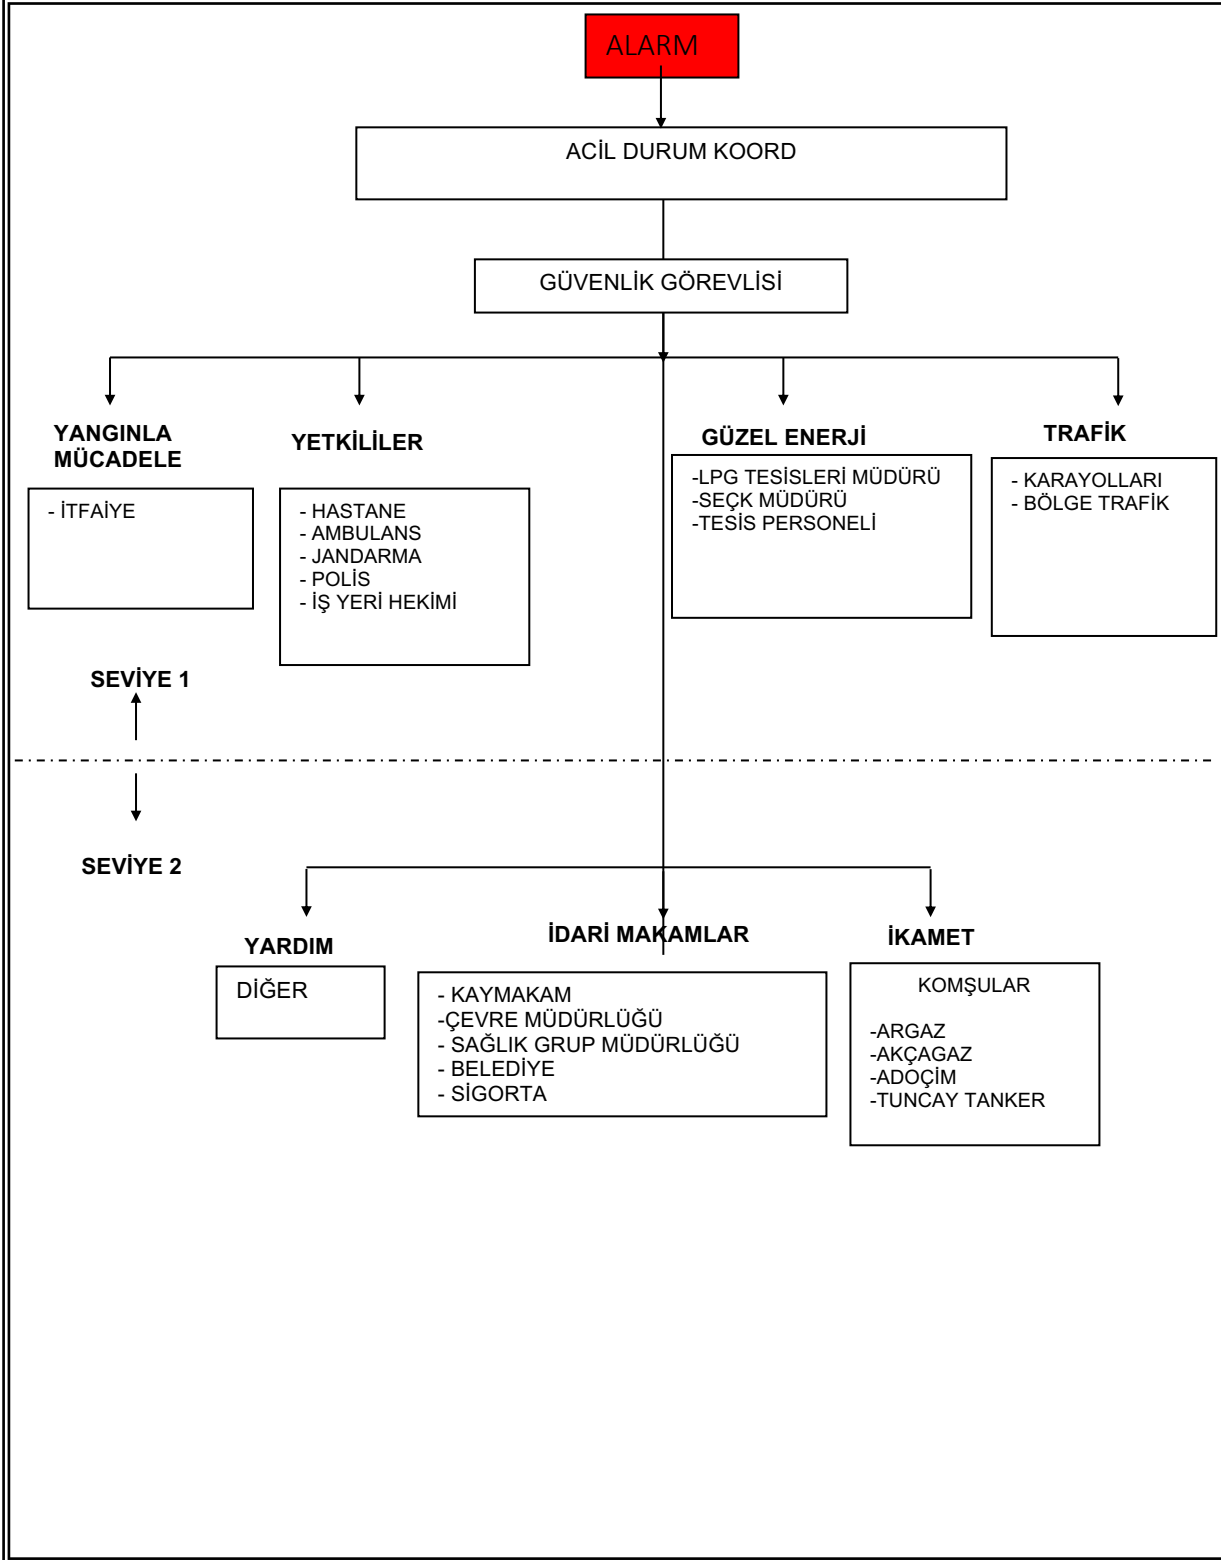 ALARM
ACİL DURUM KOORD
GÜVENLİK GÖREVLİSİ
YANGINLA
MÜCADELE
- İTFAİYE
YETKİLİLER
- HASTANE
- AMBULANS
- JANDARMA
- POLİS
- İŞ YERİ HEKİMİ
GÜZEL ENERJİ
-LPG TESİSLERİ MÜDÜRÜ
-SEÇK MÜDÜRÜ
-TESİS PERSONELİ
TRAFİK
- KARAYOLLARI
- BÖLGE TRAFİK
SEVİYE 1
SEVİYE 2
YARDIM
DİĞER
İDARİ MAKAMLAR
- KAYMAKAM
-ÇEVRE MÜDÜRLÜĞÜ
- SAĞLIK GRUP MÜDÜRLÜĞÜ
- BELEDİYE
- SİGORTA
İKAMET
KOMŞULAR
-ARGAZ
-AKÇAGAZ
-ADOÇİM
-TUNCAY TANKER